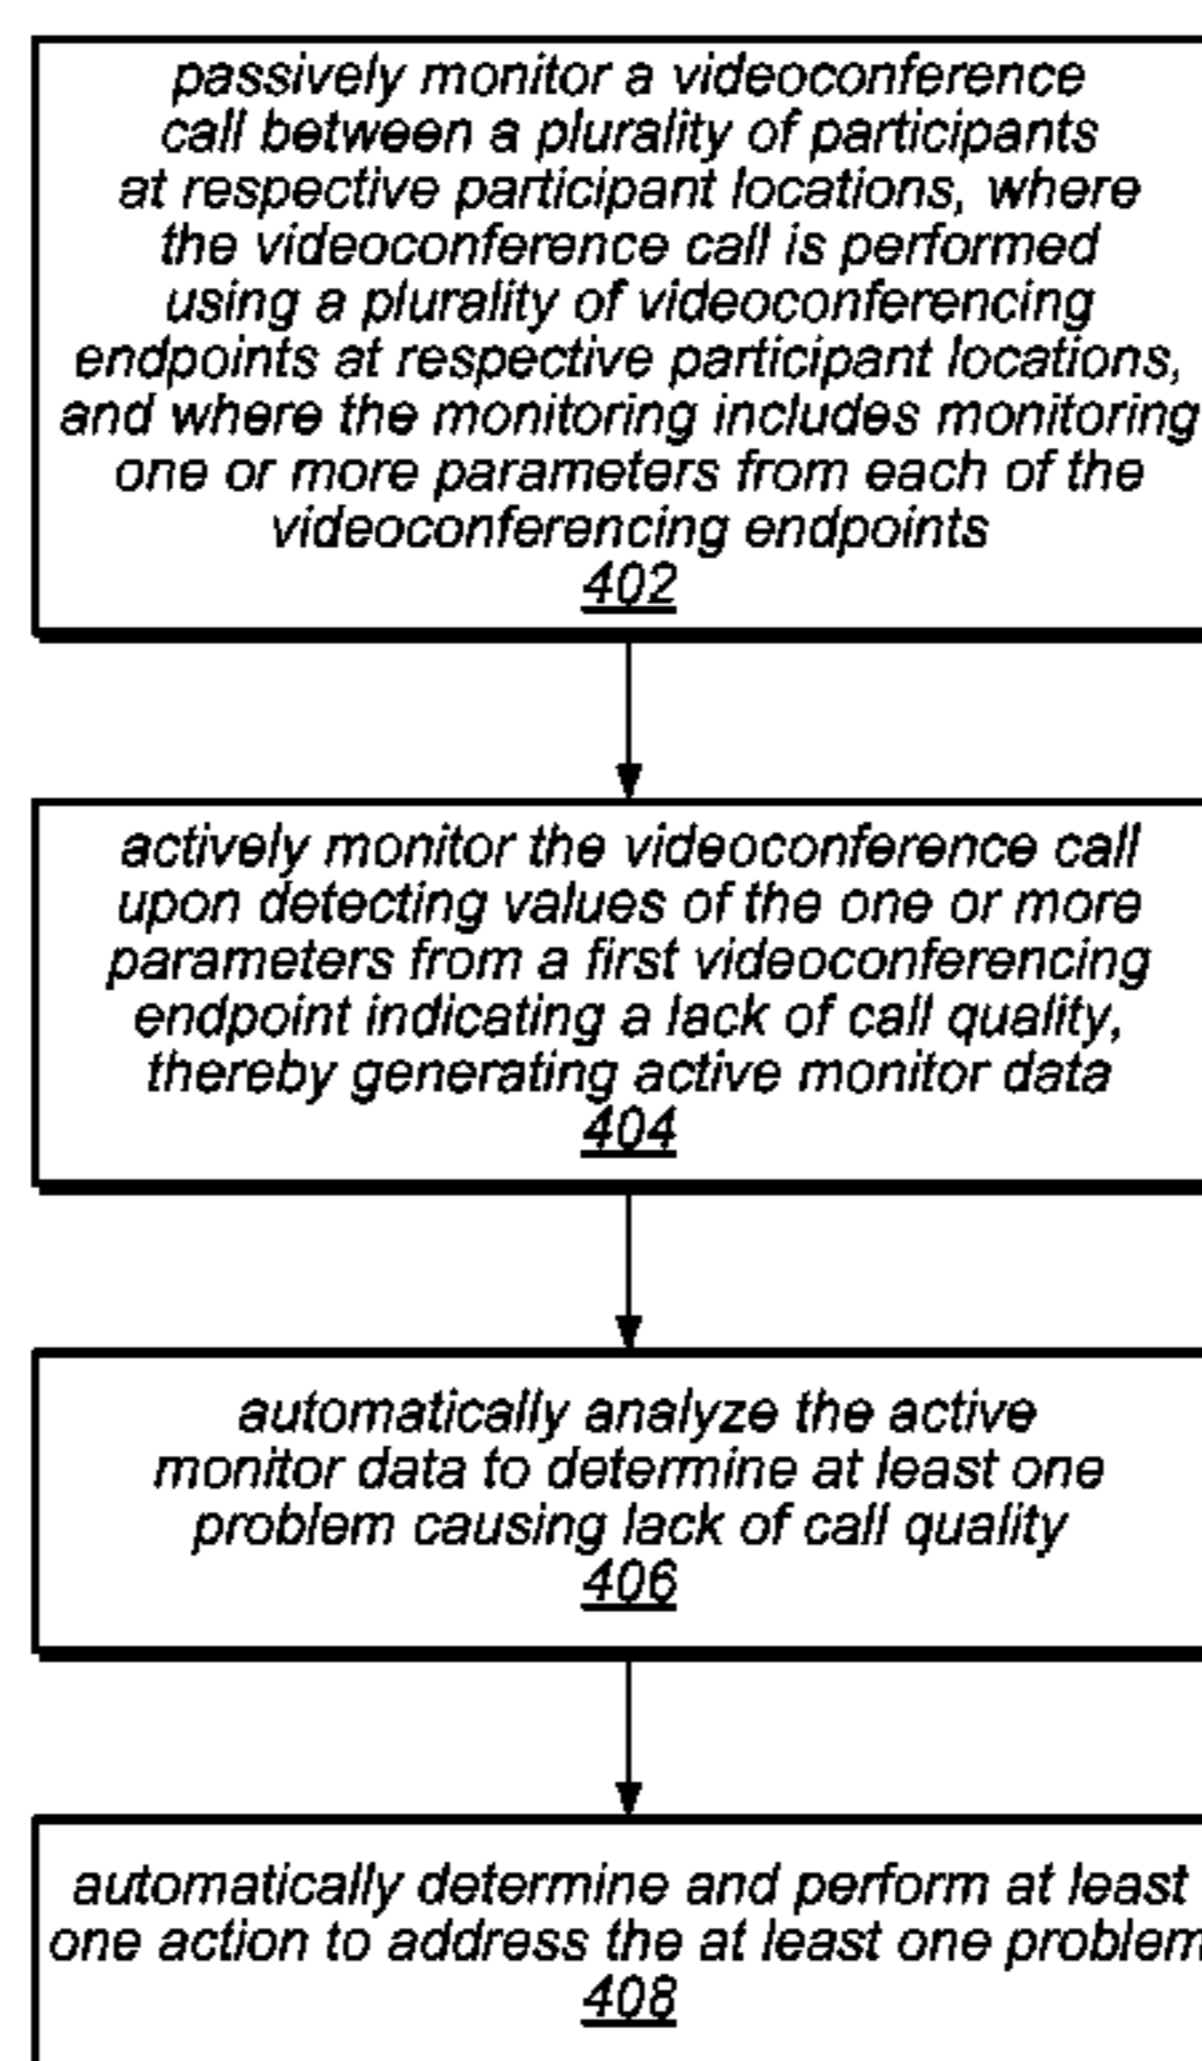 passively monitor a videoconference
call between a plurality of participants
at respective participant locations, where
the videoconference call is performed
using a plurality of videoconferencing
endpoints at respective participant locations,
and where the monitoring includes monitoring
one or more parameters from each of the
videoconferencing endpoints
402
actively monitor the videoconference call
upon detecting values of the one or more
parameters from a first videoconferencing
endpoint indicating a lack of call quality,
thereby generating active monitor data
404
automatically analyze the active
monitor data to determine at least one
problem causing lack of call quality
406
automatically determine and perform at least
one action to address the at least one problem
408